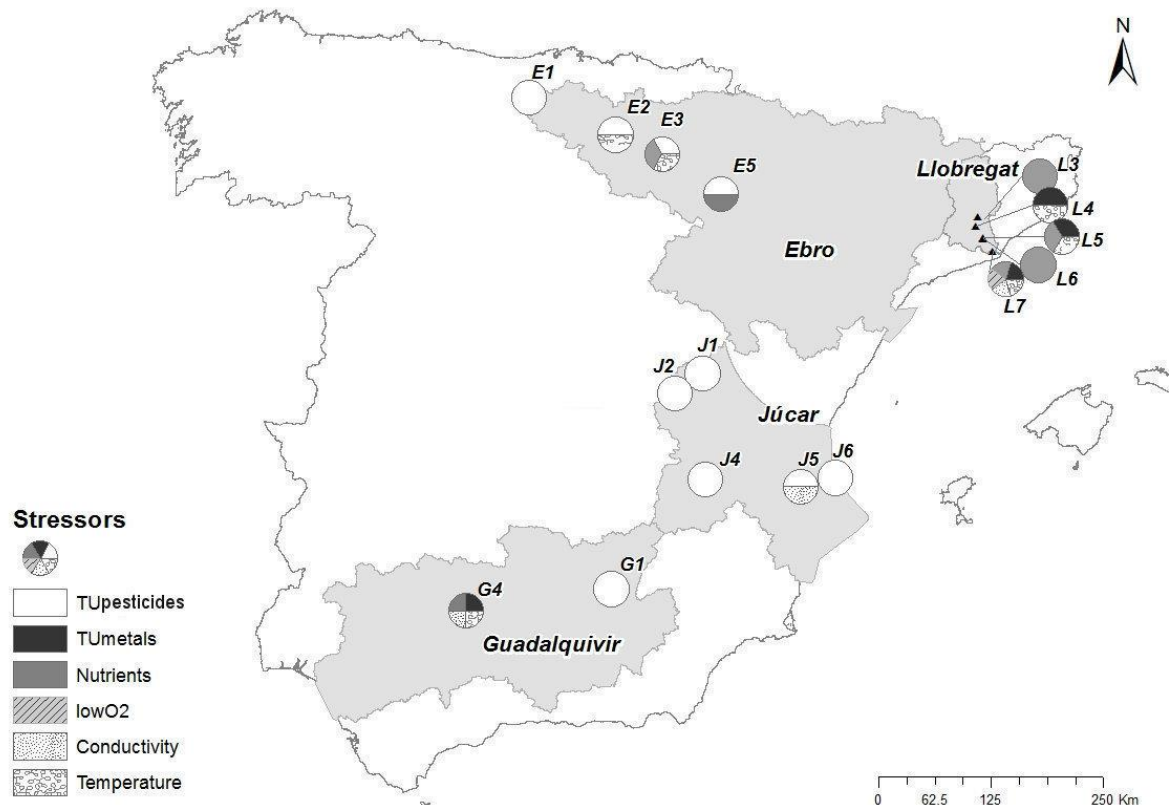 N
E1
E2
E3
E5
Ebro
Llobregat
L3
L4
L5
L6
L7
J1
J2
Júcar
J4
J5
J6
G1
G4
Guadalquivir
Stressors
TUpesticides
TUmetals
Nutrients
lowO2
Conductivity
Temperature
0 62.5 125 250 Km